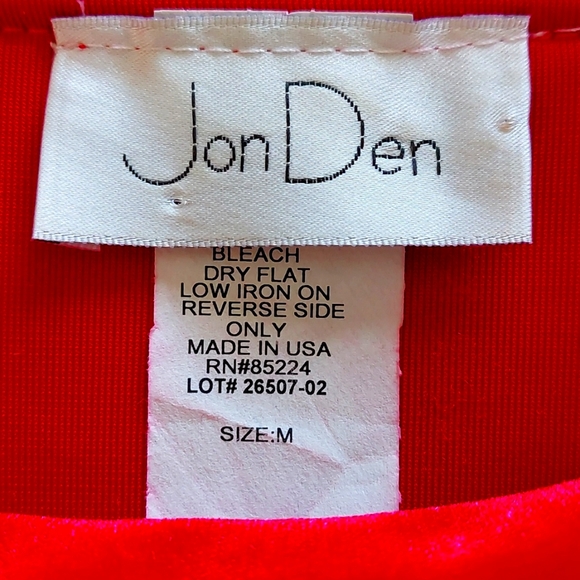 Jon Den
BLEACH
DRY FLAT
LOW IRON ON
REVERSE SIDE
ONLY
MADE IN USA
RN#85224
LOT# 26507-02
SIZE:M